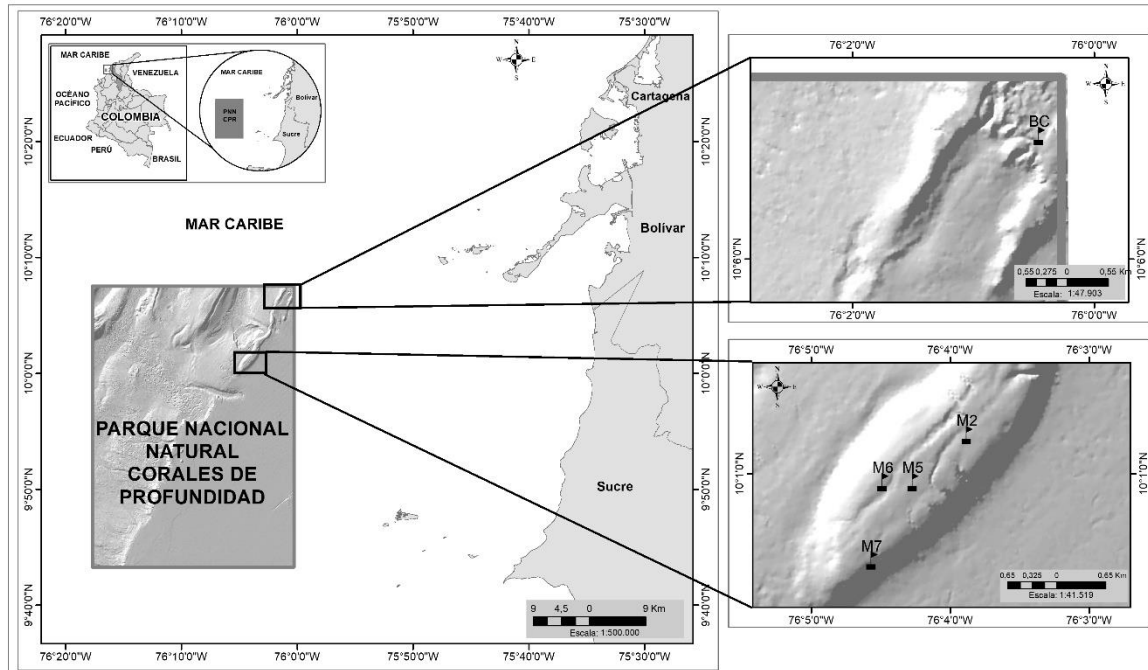 76°20'0"W 76°10'0"W 76°0'0"W 75°50'0"W 75°40'0"W 75°30'0"W
MAR CARIBE
VENEZUELA
OCÉANO
PACÍFICO
COLOMBIA
ECUADOR
PERÚ
BRASIL
MAR CARIBE
PNN
CPR
Bolívar
Sucre
N
W E
S
Cartagena
Bolívar
Sucre
MAR CARIBE
PARQUE NACIONAL
NATURAL
CORALES DE
PROFUNDIDAD
10°20'0"N
10°10'0"N
10°0'0"N
9°50'0"N
9°40'0"N
10°20'0"N
10°10'0"N
10°0'0"N
9°50'0"N
9°40'0"N
9 4,5 0 9 Km
Escala: 1:500.000
76°20'0"W 76°10'0"W 76°0'0"W 75°50'0"W 75°40'0"W 75°30'0"W
76°2'0"W 76°0'0"W
N
W E
S
BC
10°6'0"N
10°6'0"N
0,55 0,275 0 0,55 Km
Escala: 1:47.903
76°2'0"W 76°0'0"W
76°5'0"W 76°4'0"W 76°3'0"W
N
W E
S
M2
M6 M5
M7
10°1'0"N
10°1'0"N
0,65 0,325 0 0,65 Km
Escala: 1:41.519
76°5'0"W 76°4'0"W 76°3'0"W